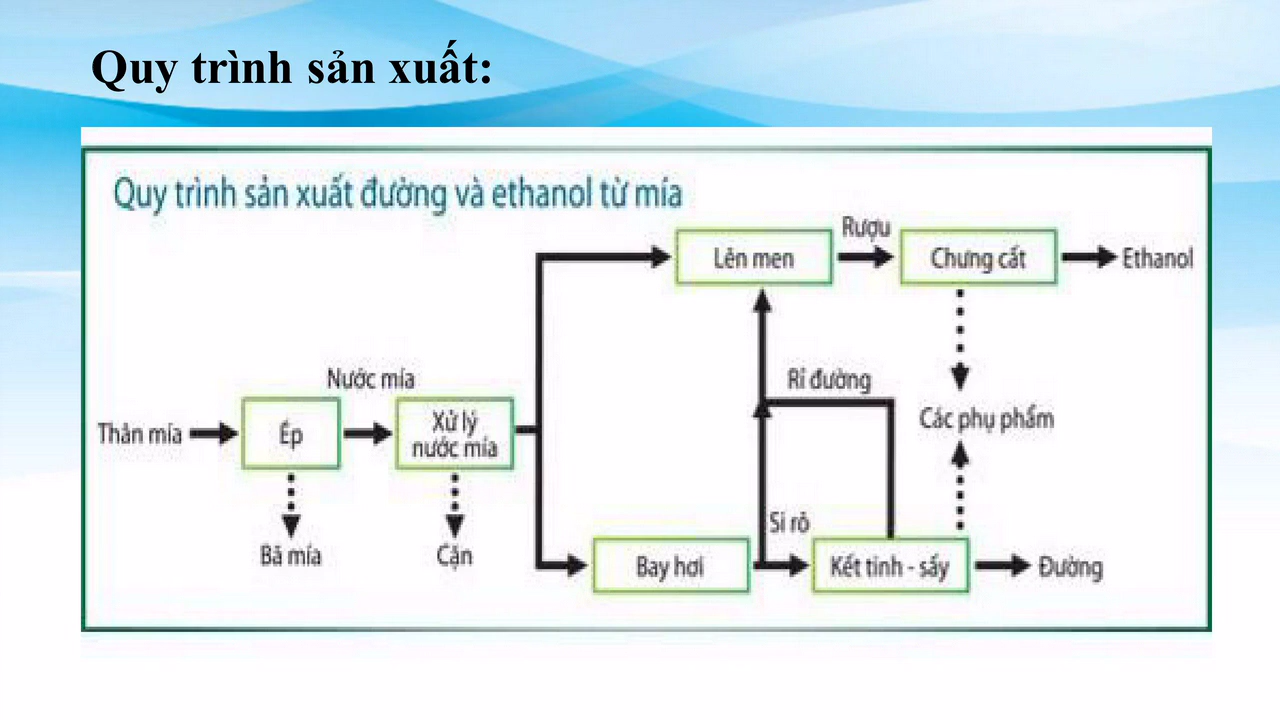 Quy trình sản xuất:
Quy trình sản xuất đường và ethanol từ mía
Rượu
Lên men
Chưng cất
Ethanol
Nước mía
Rỉ đường
Thân mía
Ép
Xử lý
nước mía
Các phụ phẩm
Bã mía
Cặn
Si rô
Bay hơi
Kết tinh - sấy
Đường